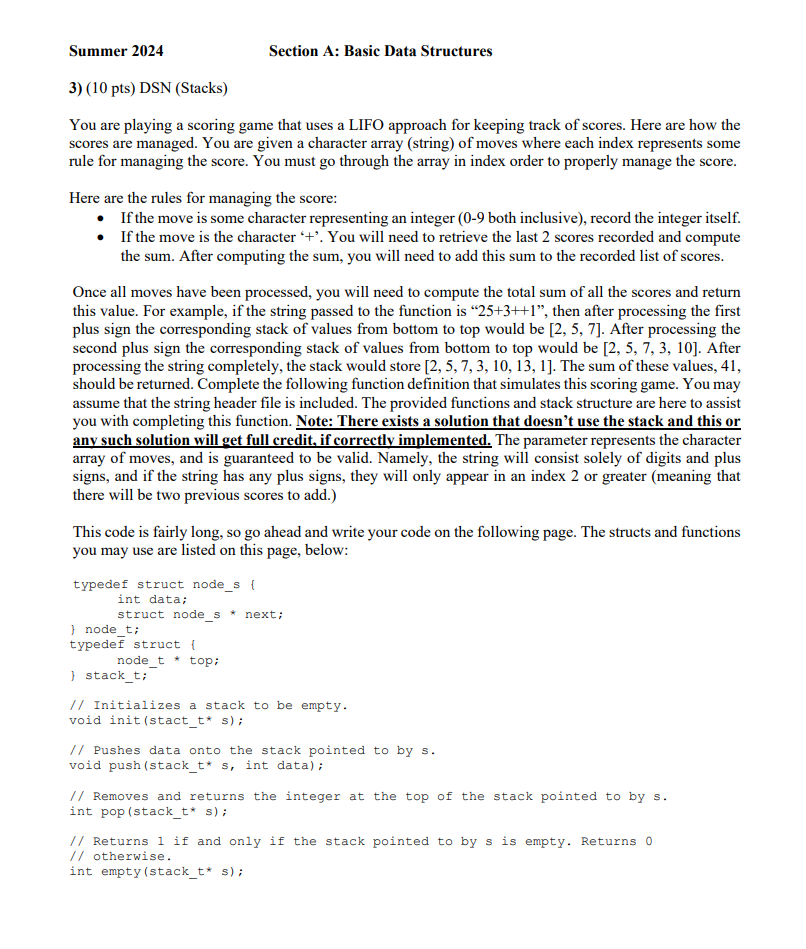 Summer 2024 Section A: Basic Data Structures
3) (10 pts) DSN (Stacks)
You are playing a scoring game that uses a LIFO approach for keeping track of scores. Here are how the
scores are managed. You are given a character array (string) of moves where each index represents some
rule for managing the score. You must go through the array in index order to properly manage the score.
Here are the rules for managing the score:
• If the move is some character representing an integer (0-9 both inclusive), record the integer itself.
• If the move is the character ‘+’. You will need to retrieve the last 2 scores recorded and compute
the sum. After computing the sum, you will need to add this sum to the recorded list of scores.
Once all moves have been processed, you will need to compute the total sum of all the scores and return
this value. For example, if the string passed to the function is “25+3++1”, then after processing the first
plus sign the corresponding stack of values from bottom to top would be [2, 5, 7]. After processing the
second plus sign the corresponding stack of values from bottom to top would be [2, 5, 7, 3, 10]. After
processing the string completely, the stack would store [2, 5, 7, 3, 10, 13, 1]. The sum of these values, 41,
should be returned. Complete the following function definition that simulates this scoring game. You may
assume that the string header file is included. The provided functions and stack structure are here to assist
you with completing this function. Note: There exists a solution that doesn’t use the stack and this or
any such solution will get full credit, if correctly implemented. The parameter represents the character
array of moves, and is guaranteed to be valid. Namely, the string will consist solely of digits and plus
signs, and if the string has any plus signs, they will only appear in an index 2 or greater (meaning that
there will be two previous scores to add.)
This code is fairly long, so go ahead and write your code on the following page. The structs and functions
you may use are listed on this page, below:
typedef struct node_s {
int data;
struct node_s * next;
} node_t;
typedef struct {
node_t * top;
} stack_t;
// Initializes a stack to be empty.
void init(stact_t* s);
// Pushes data onto the stack pointed to by s.
void push(stack_t* s, int data);
// Removes and returns the integer at the top of the stack pointed to by s.
int pop(stack_t* s);
// Returns 1 if and only if the stack pointed to by s is empty. Returns 0
// otherwise.
int empty(stack_t* s);